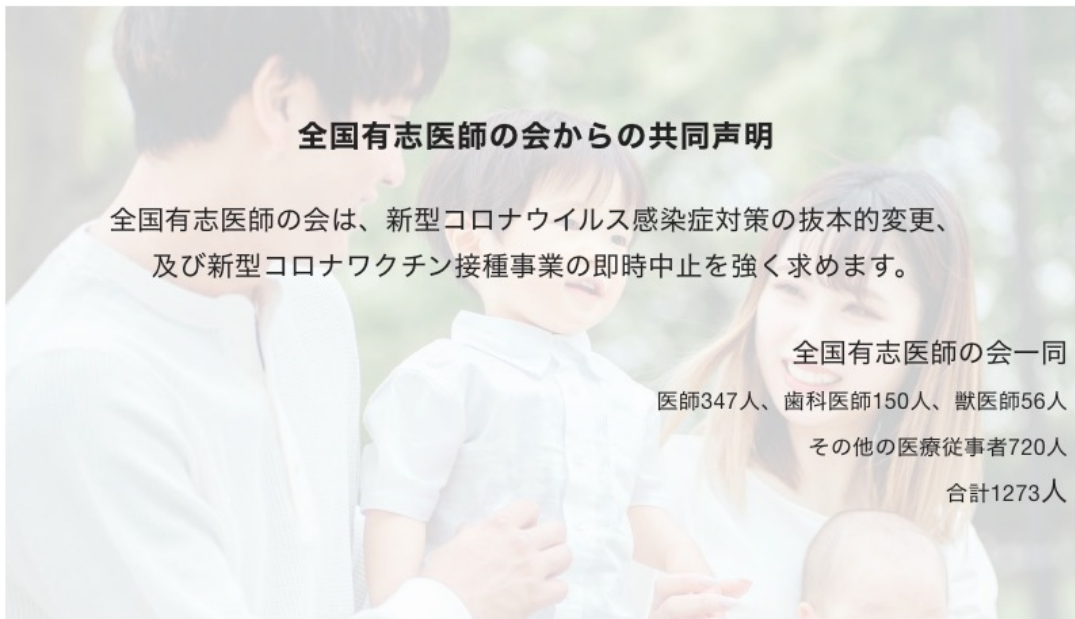 全国有志医師の会からの共同声明
全国有志医師の会は、新型コロナウイルス感染症対策の抜本的変更、
及び新型コロナワクチン接種事業の即時中止を強く求めます。
全国有志医師の会一同
医師347人、歯科医師150人、獣医師56人
その他の医療従事者720人
合計1273人